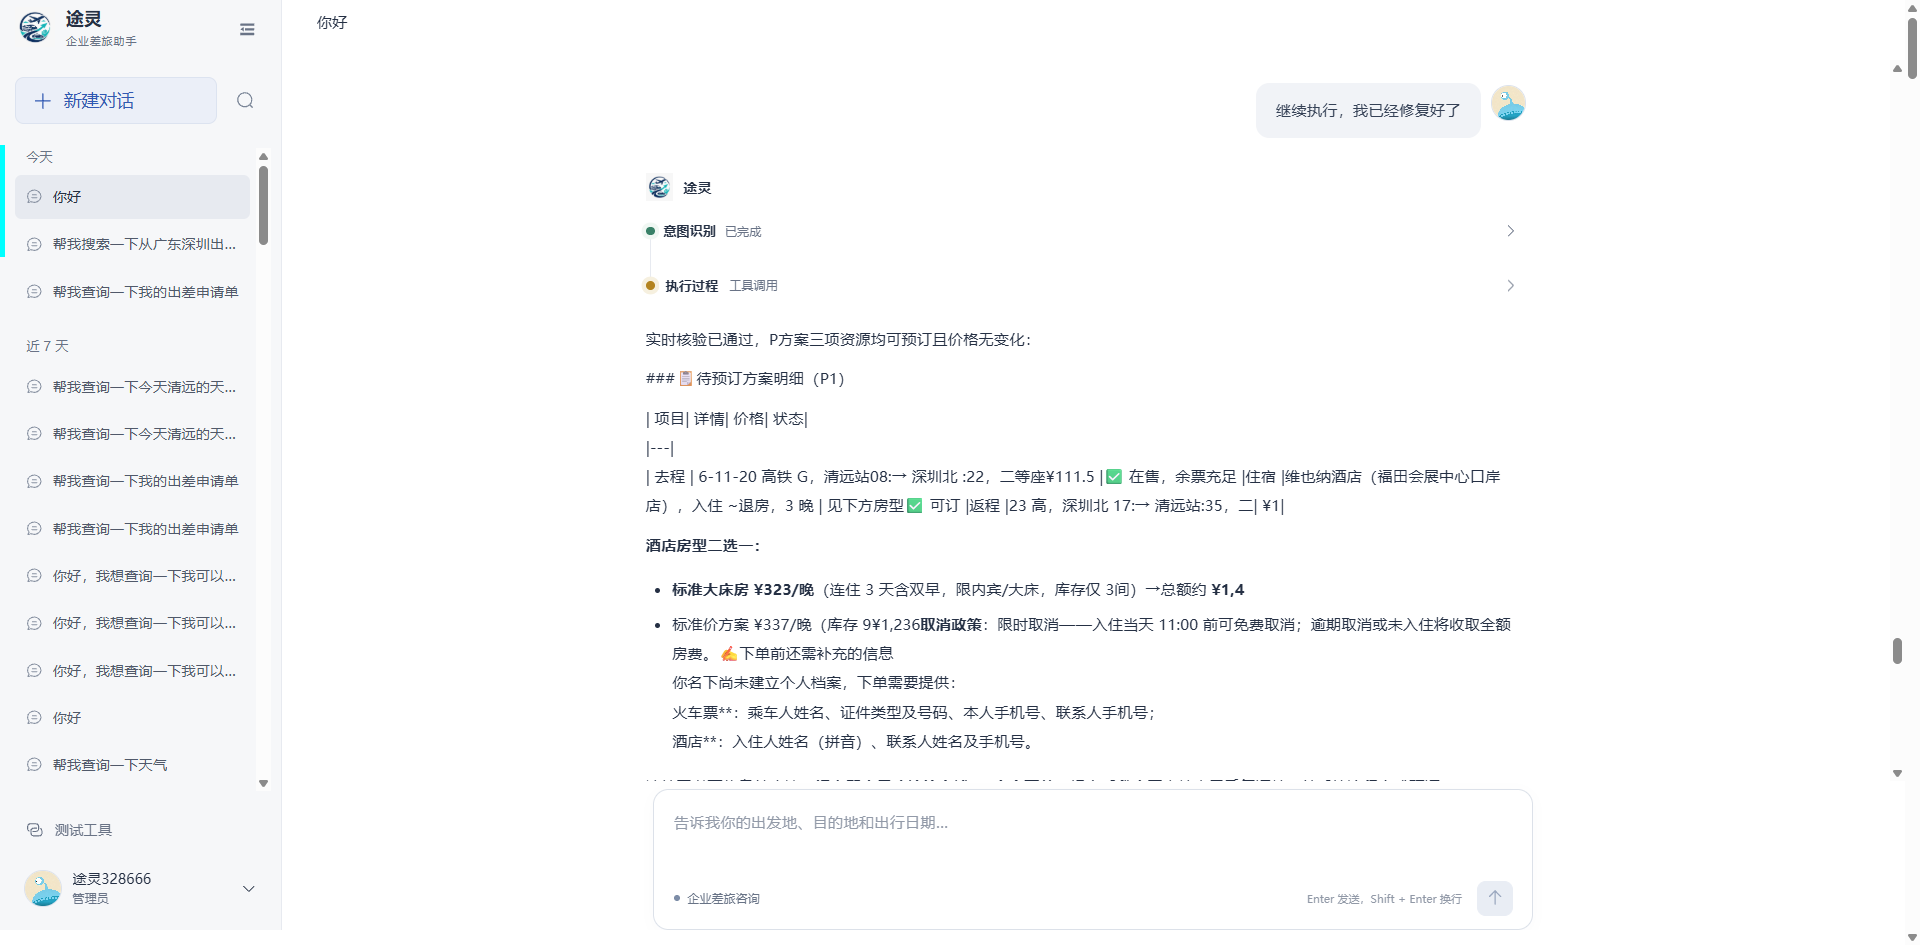 途灵
企业差旅助手
新建对话
今天
你好
帮我搜索一下从广东深圳出...
帮我查询一下我的出差申请单
近 7 天
帮我查询一下今天清远的天...
帮我查询一下今天清远的天...
帮我查询一下我的出差申请单
帮我查询一下我的出差申请单
你好，我想查询一下我可以...
你好，我想查询一下我可以...
你好，我想查询一下我可以...
你好
帮我查询一下天气
测试工具
途灵328666
管理员
你好
继续执行，我已经修复好了
途灵
意图识别 已完成
执行过程 工具调用
实时核验已通过，P方案三项资源均可预订且价格无变化：
### 📋 待预订方案明细（P1）
| 项目| 详情| 价格| 状态|
|---|
| 去程 | 6-11-20 高铁 G，清远站08:→ 深圳北 :22，二等座¥111.5 |✅ 在售，余票充足 |住宿 |维也纳酒店（福田会展中心口岸
店），入住 ~退房，3 晚 | 见下方房型✅ 可订 |返程 |23 高，深圳北 17:→ 清远站:35，二| ¥1|
酒店房型二选一：
• 标准大床房 ¥323/晚（连住 3 天含双早，限内宾/大床，库存仅 3间）→总额约 ¥1,4
• 标准价方案 ¥337/晚（库存 9¥1,236取消政策：限时取消——入住当天 11:00 前可免费取消；逾期取消或未入住将收取全额
房费。✍️下单前还需补充的信息
你名下尚未建立个人档案，下单需要提供：
火车票**：乘车人姓名、证件类型及号码、本人手机号、联系人手机号；
酒店**：入住人姓名（拼音）、联系人姓名及手机号。
告诉我你的出发地、目的地和出行日期...
企业差旅咨询
Enter 发送，Shift + Enter 换行